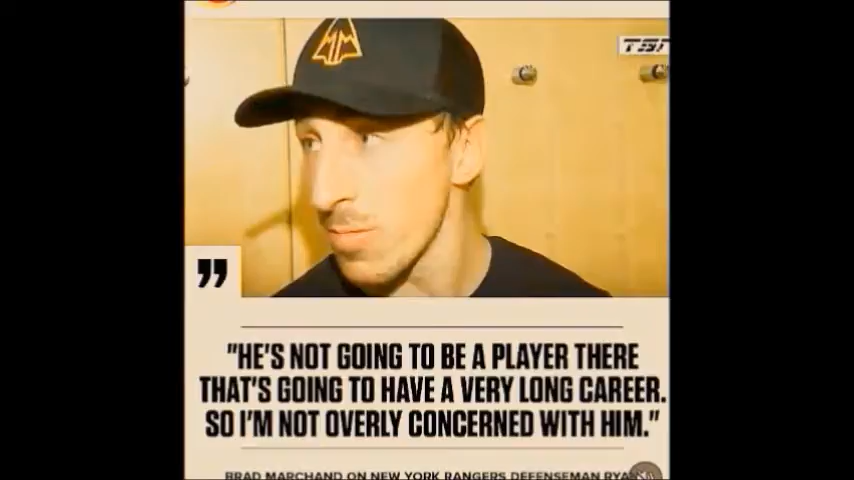 TSN
"HE'S NOT GOING TO BE A PLAYER THERE
THAT'S GOING TO HAVE A VERY LONG CAREER.
SO I'M NOT OVERLY CONCERNED WITH HIM."
BRAD MARCHAND ON NEW YORK RANGERS DEFENSEMAN